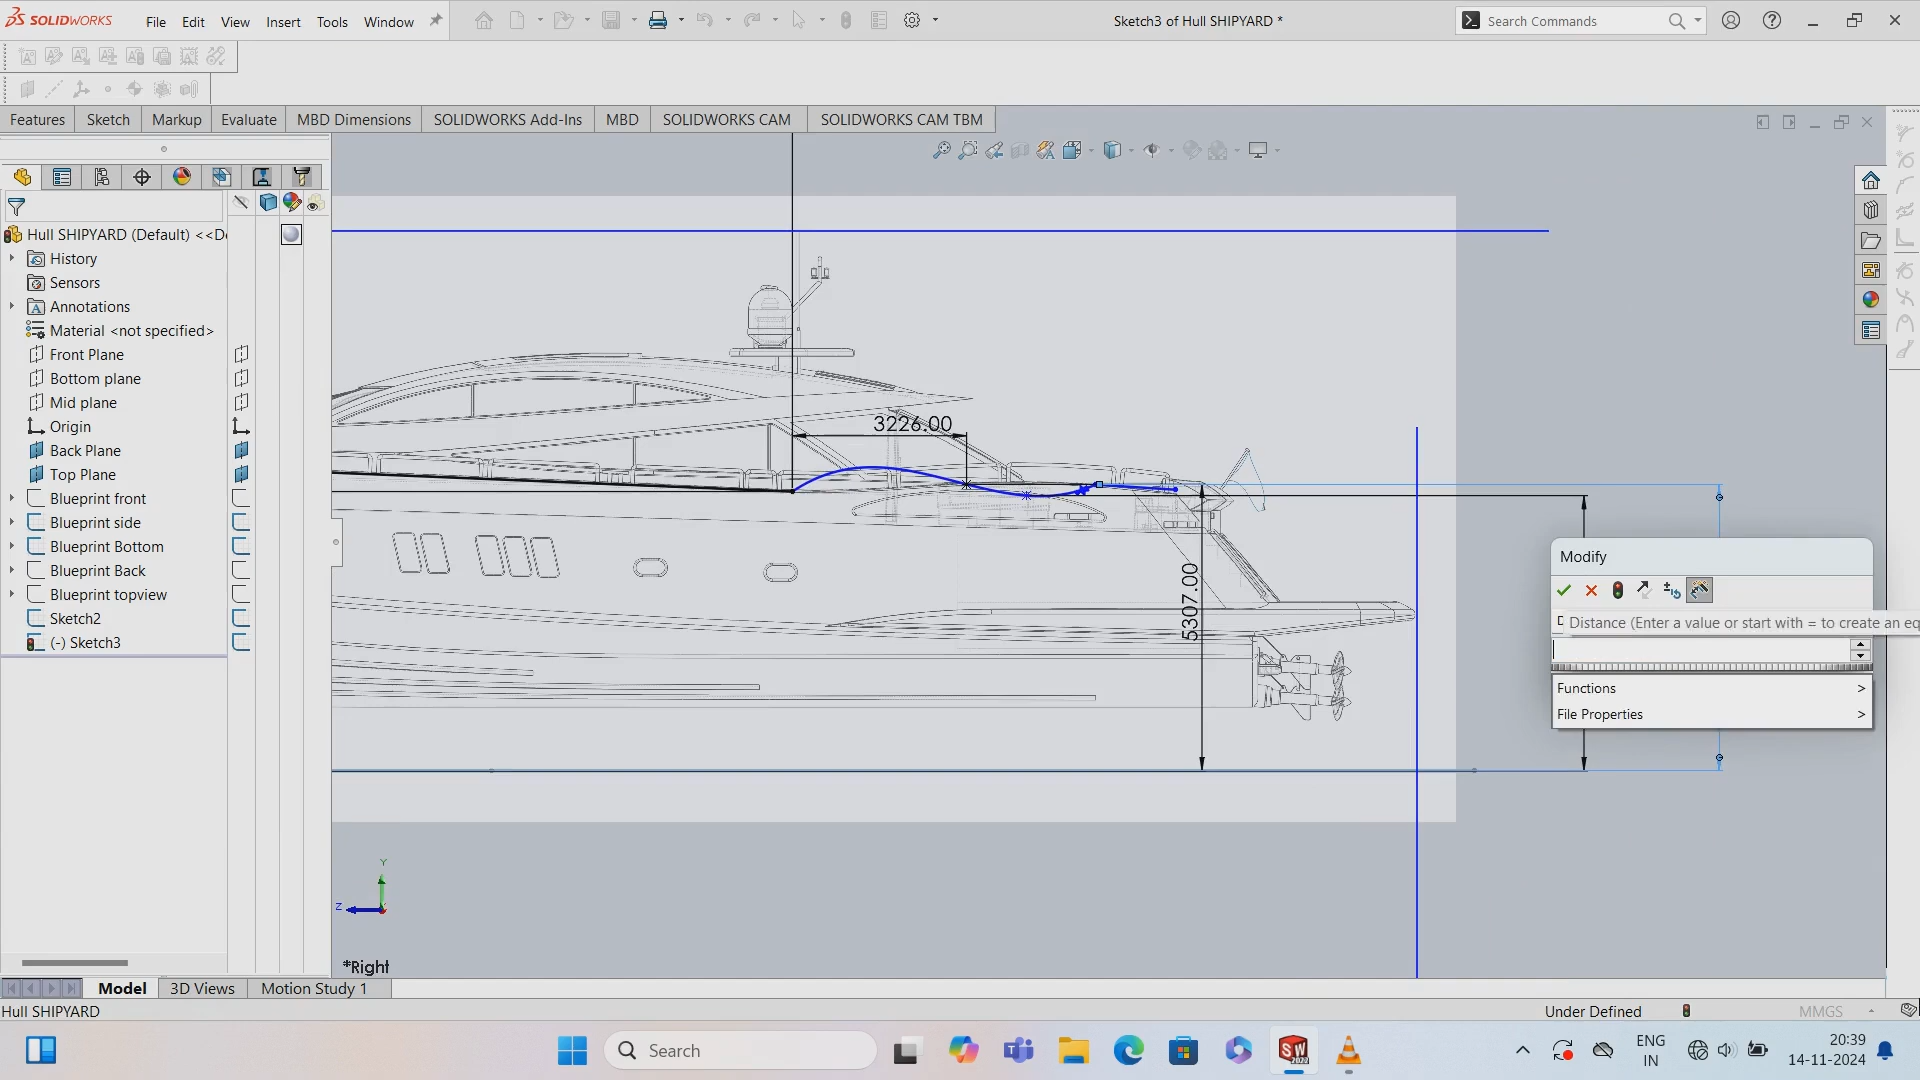 SOLIDWORKS
File Edit View Insert Tools Window
Sketch3 of Hull SHIPYARD *
Search Commands
Features Sketch Markup Evaluate MBD Dimensions SOLIDWORKS Add-Ins MBD SOLIDWORKS CAM SOLIDWORKS CAM TBM
Hull SHIPYARD (Default) <<D
History
Sensors
Annotations
Material <not specified>
Front Plane
Bottom plane
Mid plane
Origin
Back Plane
Top Plane
Blueprint front
Blueprint side
Blueprint Bottom
Blueprint Back
Blueprint topview
Sketch2
(-) Sketch3
3226.00
5307.00
Modify
Distance (Enter a value or start with = to create an eq
Functions >
File Properties >
Y
Z
*Right
Model 3D Views Motion Study 1
Hull SHIPYARD
Under Defined
MMGS
Search
ENG
IN
20:39
14-11-2024